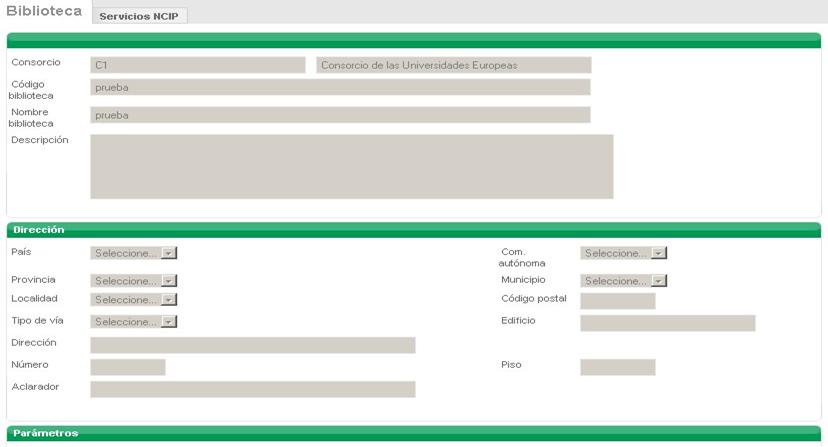 Biblioteca Servicios NCIP
Consorcio C1 Consorcio de las Universidades Europeas
Código
biblioteca prueba
Nombre
biblioteca prueba
Descripción
Dirección
País Seleccione... Com.
autónoma Seleccione...
Provincia Seleccione... Municipio Seleccione...
Localidad Seleccione... Código postal
Tipo de vía Seleccione... Edificio
Dirección
Número Piso
Aclarador
Parámetros